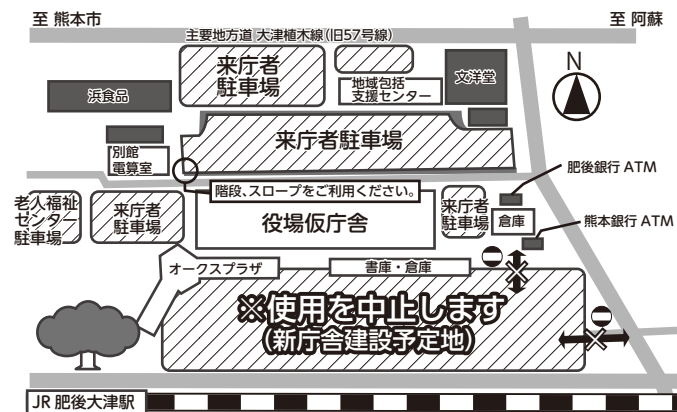 至 熊本市
至 阿蘇
主要地方道 大津植木線(旧57号線)
来庁者
駐車場
地域包括
支援センター
文洋堂
N
浜食品
来庁者駐車場
別館
電算室
肥後銀行 ATM
階段、スロープをご利用ください。
老人福祉
センター
駐車場
来庁者
駐車場
役場仮庁舎
来庁者
駐車場
倉庫
熊本銀行 ATM
オークスプラザ
書庫・倉庫
※使用を中止します
(新庁舎建設予定地)
JR 肥後大津駅